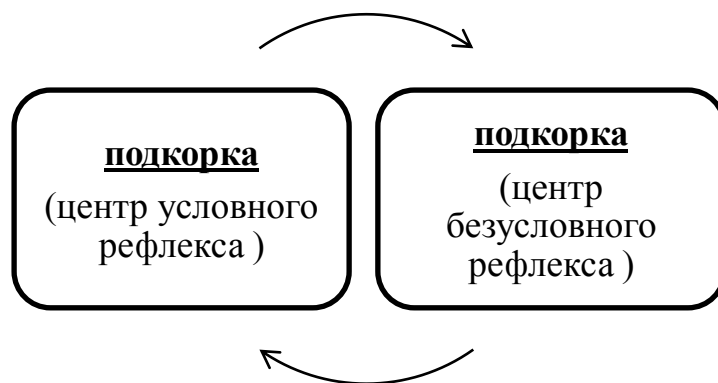 подкорка
(центр условного
рефлекса )
подкорка
(центр
безусловного
рефлекса )